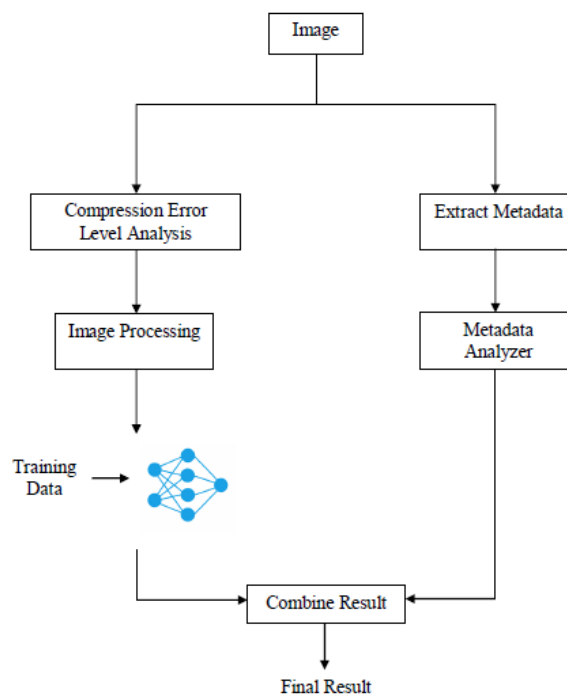 Image
Compression Error
Level Analysis
Extract Metadata
Image Processing
Metadata
Analyzer
Training
Data
Combine Result
Final Result